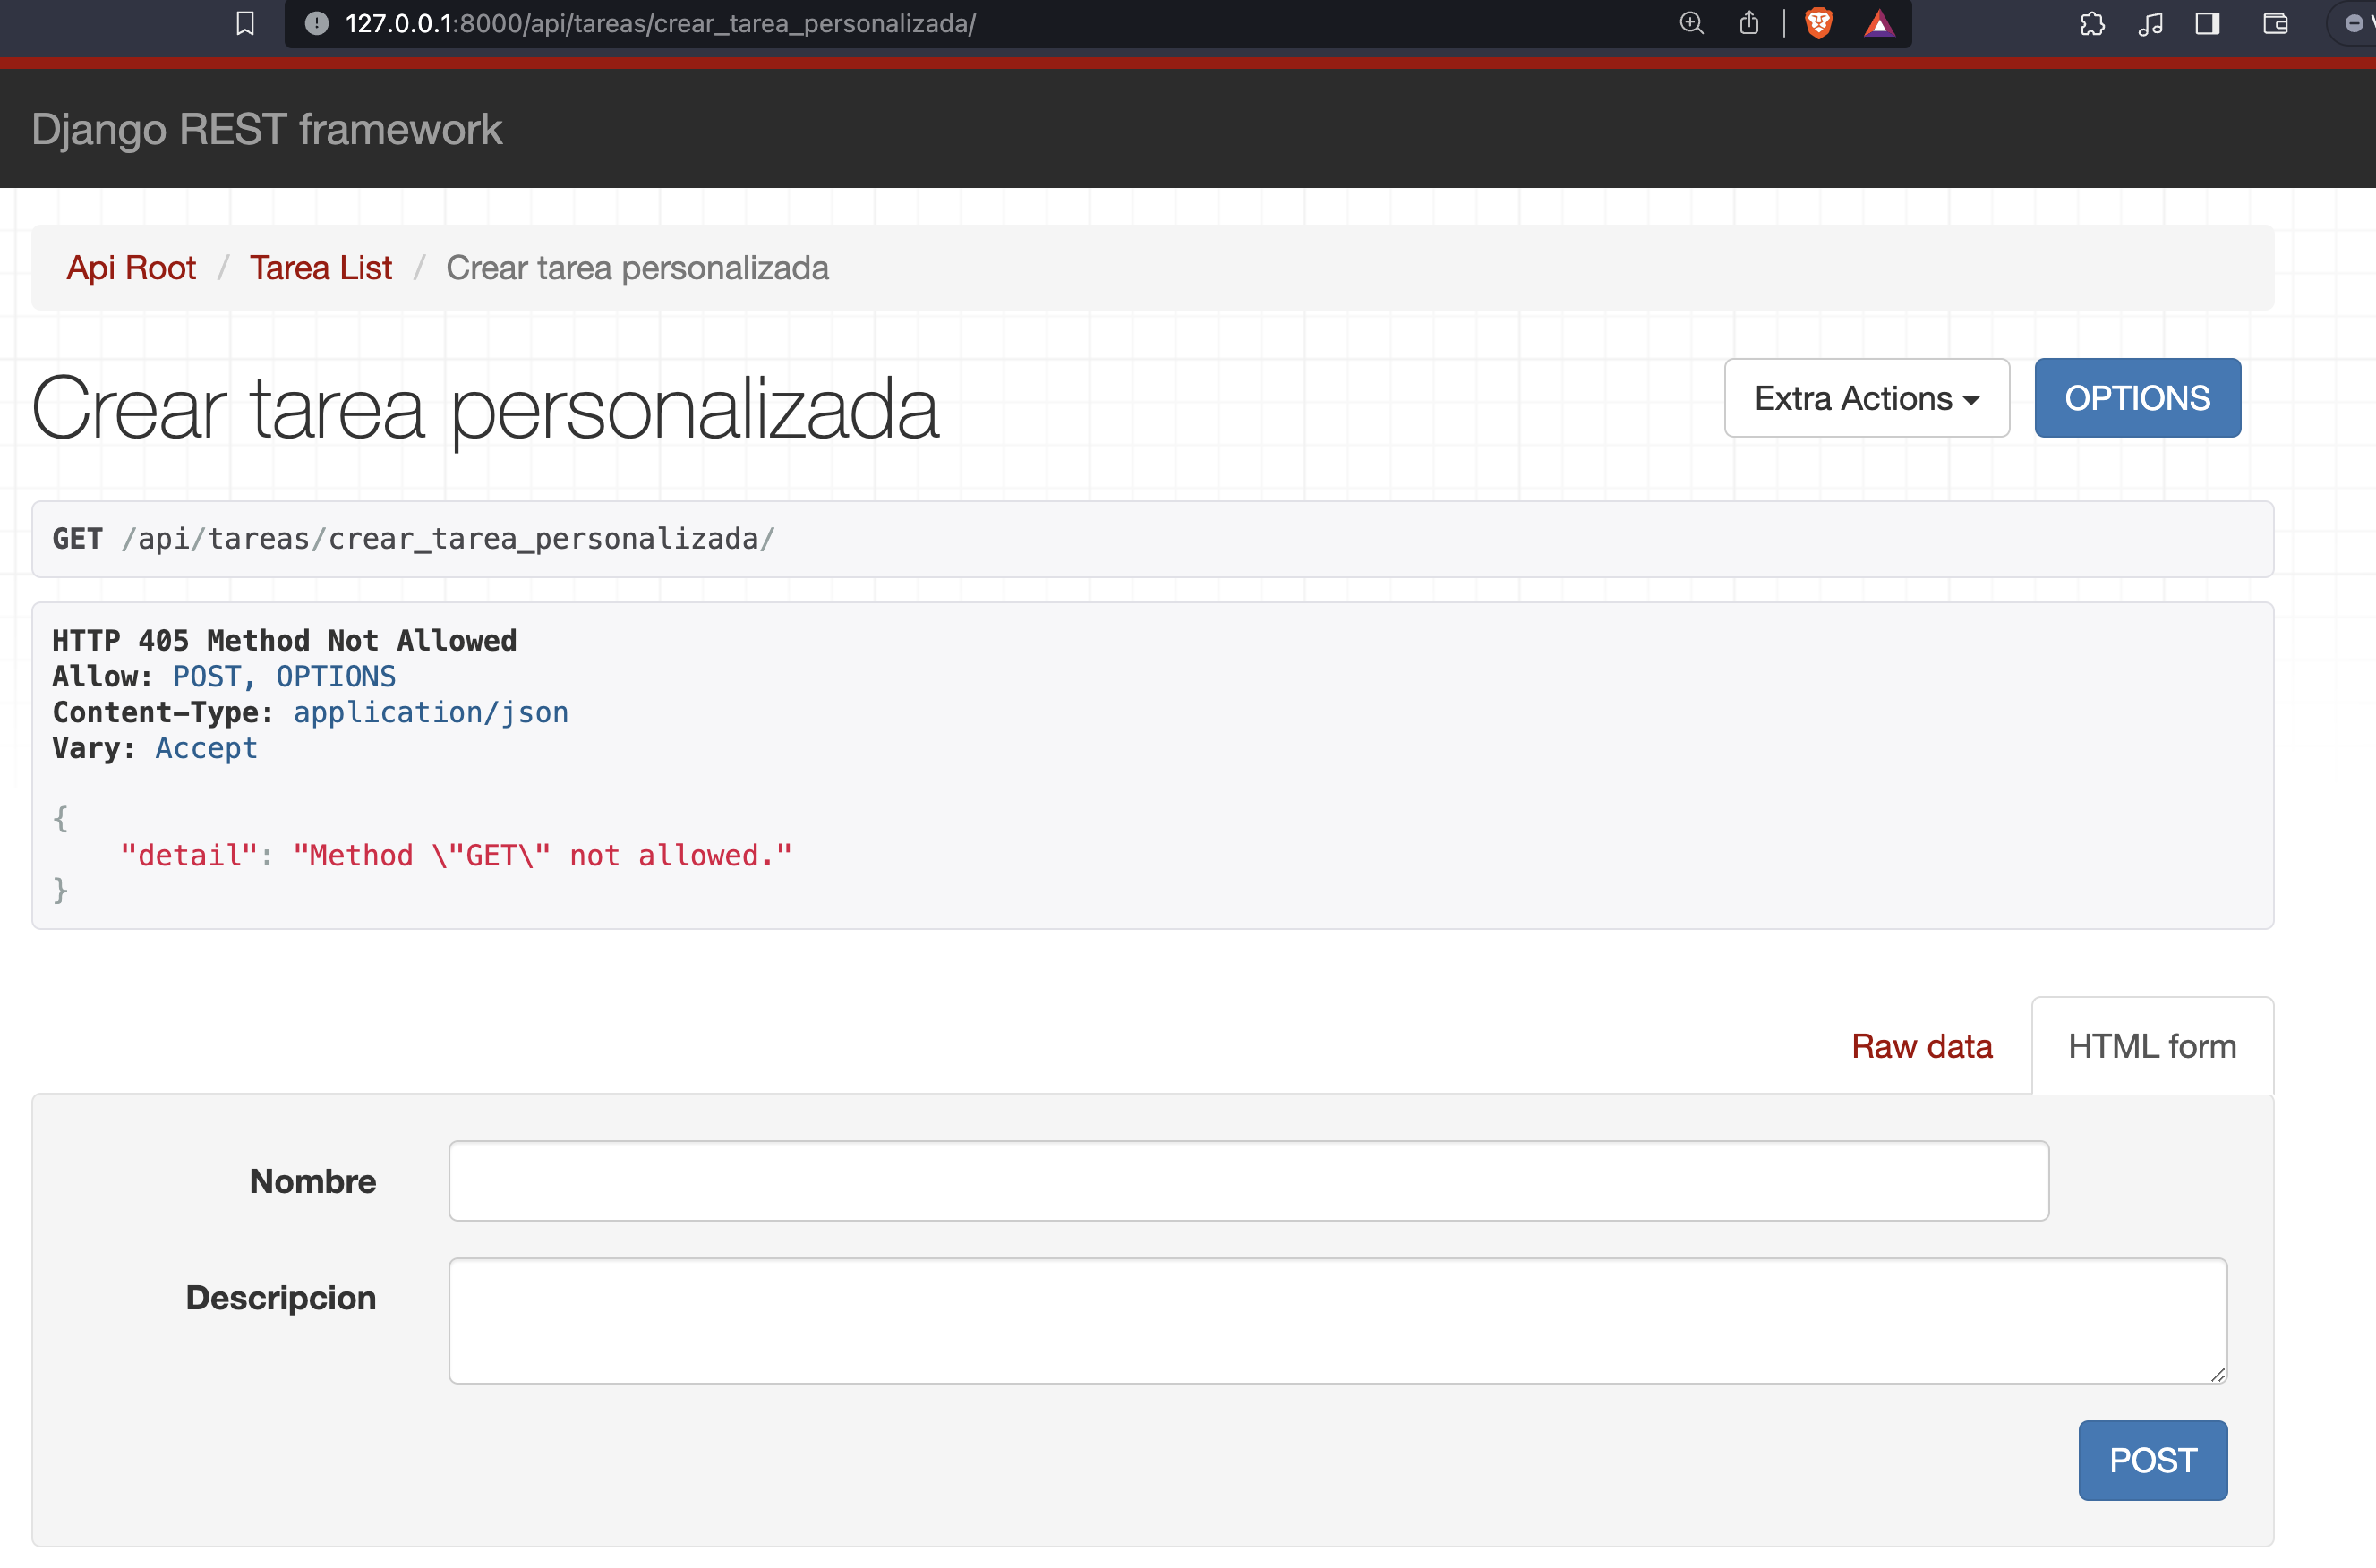 127.0.0.1:8000/api/tareas/crear_tarea_personalizada/
Django REST framework
Api Root / Tarea List / Crear tarea personalizada
Crear tarea personalizada
Extra Actions
OPTIONS
GET /api/tareas/crear_tarea_personalizada/
HTTP 405 Method Not Allowed
Allow: POST, OPTIONS
Content-Type: application/json
Vary: Accept
{
"detail": "Method \"GET\" not allowed."
}
Raw data
HTML form
Nombre
Descripcion
POST